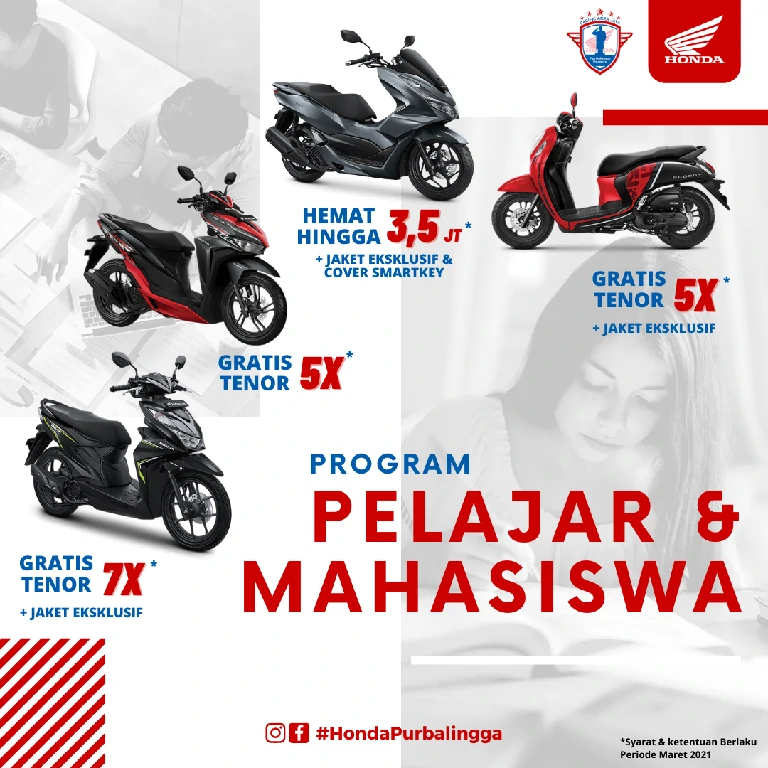 HONDA
HEMAT
HINGGA 3,5 JT*
+ JAKET EKSKLUSIF &
COVER SMARTKEY
GRATIS
TENOR 5X*
+ JAKET EKSKLUSIF
GRATIS
TENOR 5X*
GRATIS
TENOR 7X*
+ JAKET EKSKLUSIF
PROGRAM
PELAJAR &
MAHASISWA
#HondaPurbalingga
*Syarat & ketentuan Berlaku
Periode Maret 2021